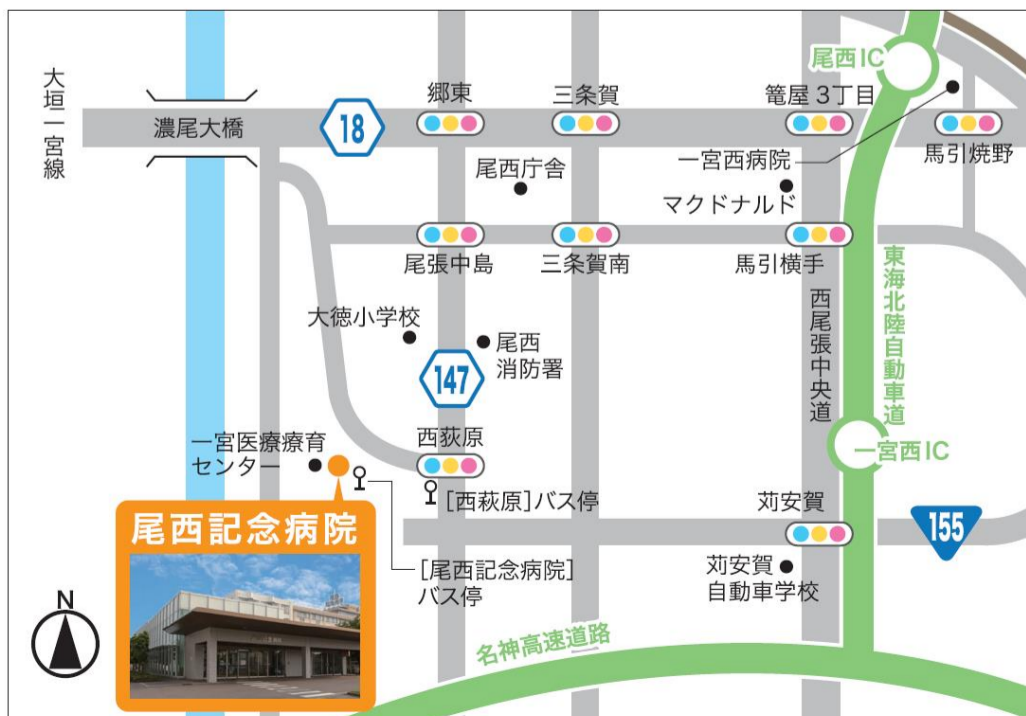 尾西IC
大垣一宮線
郷東
三条賀
篭屋3丁目
濃尾大橋
18
馬引焼野
一宮西病院
尾西庁舎
マクドナルド
尾張中島
三条賀南
馬引横手
東海北陸自動車道
西尾張中央道
大徳小学校
尾西
消防署
147
一宮医療療育
センター
西荻原
一宮西IC
[西萩原]バス停
苅安賀
155
尾西記念病院
[尾西記念病院]
バス停
苅安賀
自動車学校
N
名神高速道路